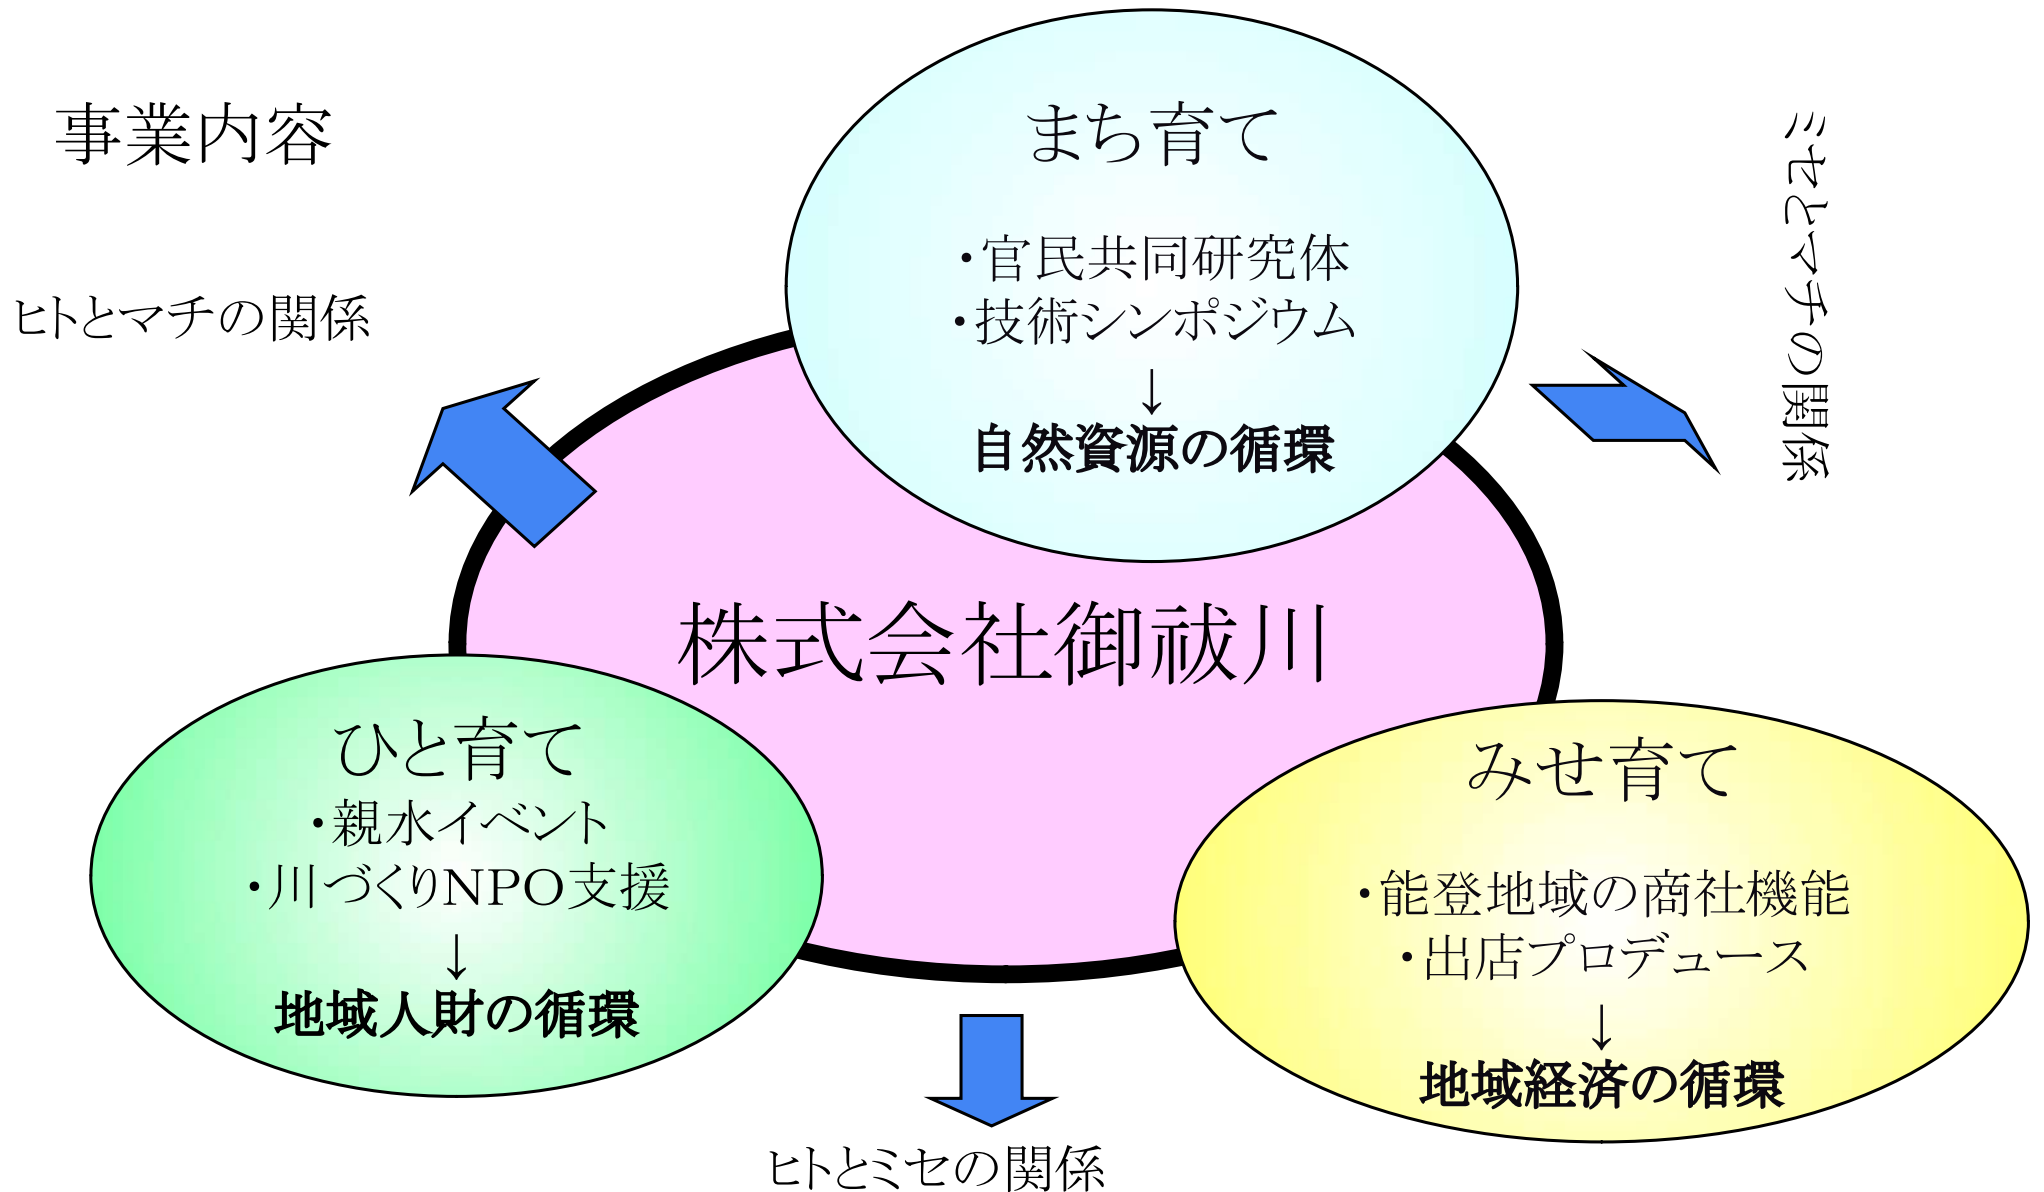 事業内容
まち育て
・官民共同研究体
・技術シンポジウム
↓
自然資源の循環
ヒトとマチの関係
ミセとマチの関係
株式会社御祓川
ひと育て
・親水イベント
・川づくりNPO支援
↓
地域人財の循環
みせ育て
・能登地域の商社機能
・出店プロデュース
↓
地域経済の循環
ヒトとミセの関係